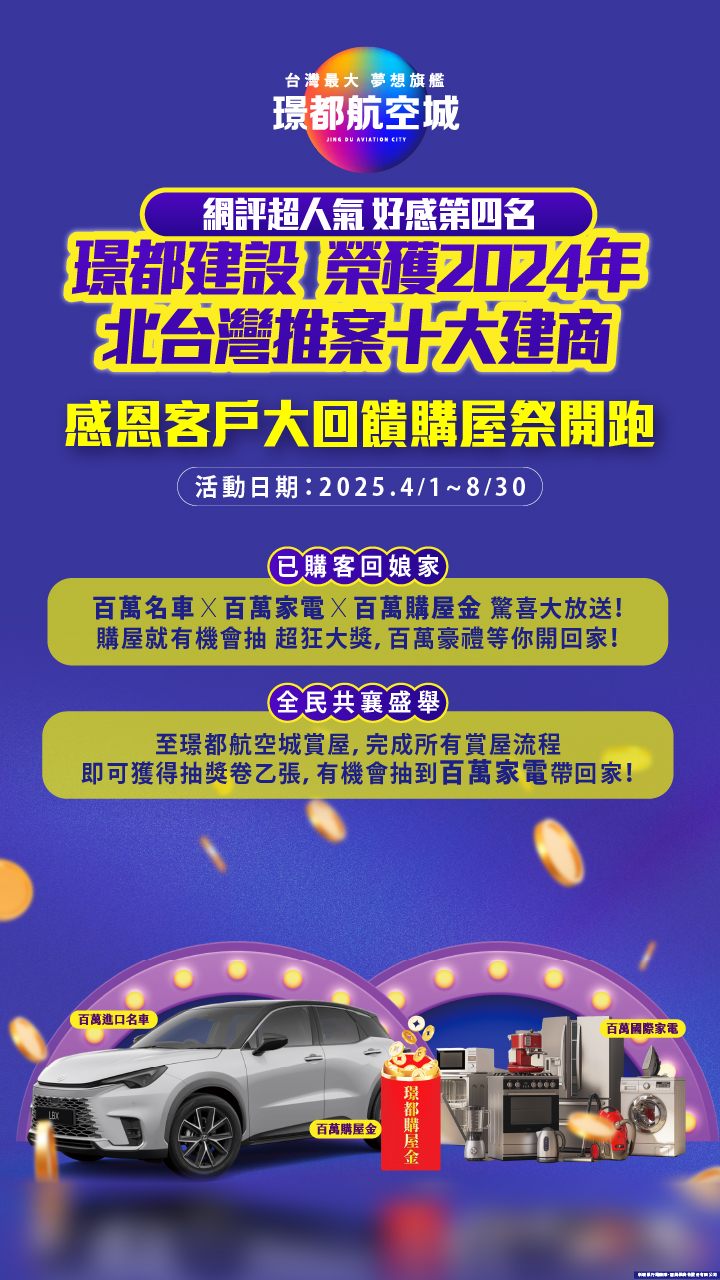 台灣最大 夢想旗艦
璟都航空城
JING DU AVIATION CITY
網評超人氣 好感第四名
璟都建設 榮獲2024年
北台灣推案十大建商
感恩客戶大回饋購屋祭開跑
活動日期：2025.4/1~8/30
已購客回娘家
百萬名車╳百萬家電╳百萬購屋金 驚喜大放送!
購屋就有機會抽 超狂大獎, 百萬豪禮等你開回家!
全民共襄盛舉
至璟都航空城賞屋, 完成所有賞屋流程
即可獲得抽獎卷乙張, 有機會抽到百萬家電帶回家!
百萬進口名車
百萬國際家電
LBX
百萬購屋金
璟都購屋金